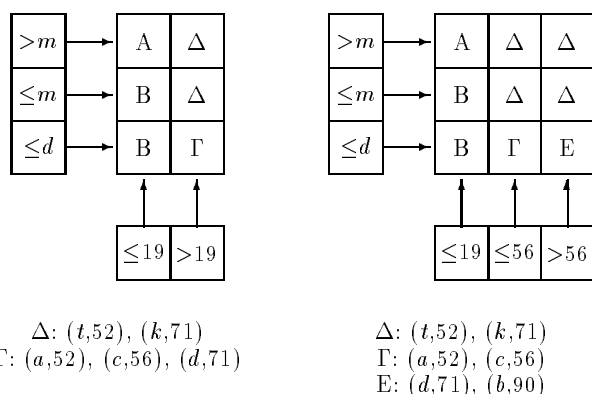 >m A Δ
≤m B Δ
≤d B Γ
≤19 >19
Δ: (t,52), (k,71)
Γ: (a,52), (c,56), (d,71)
>m A Δ Δ
≤m B Δ Δ
≤d B Γ E
≤19 ≤56 >56
Δ: (t,52), (k,71)
Γ: (a,52), (c,56)
E: (d,71), (b,90)